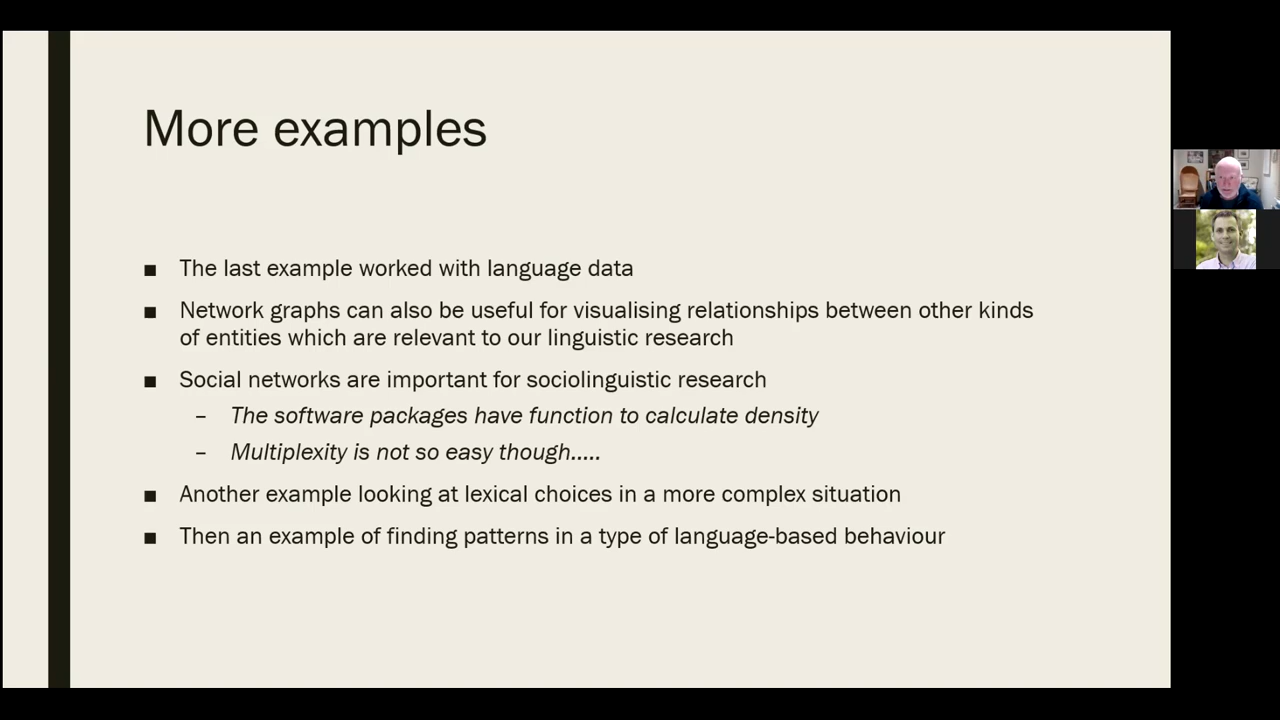 More examples
■ The last example worked with language data
■ Network graphs can also be useful for visualising relationships between other kinds
of entities which are relevant to our linguistic research
■ Social networks are important for sociolinguistic research
– The software packages have function to calculate density
– Multiplexity is not so easy though.....
■ Another example looking at lexical choices in a more complex situation
■ Then an example of finding patterns in a type of language-based behaviour